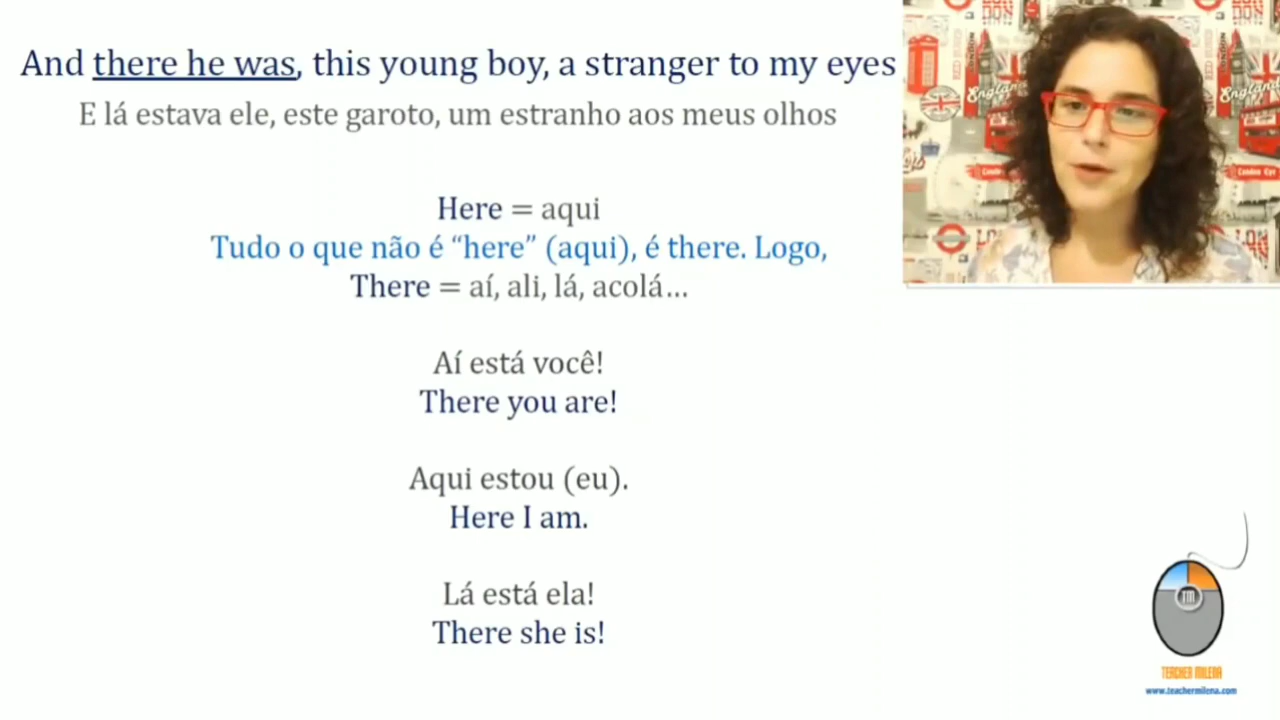 And there he was, this young boy, a stranger to my eyes
E lá estava ele, este garoto, um estranho aos meus olhos
Here = aqui
Tudo o que não é “here” (aqui), é there. Logo,
There = aí, ali, lá, acolá...
Aí está você!
There you are!
Aqui estou (eu).
Here I am.
Lá está ela!
There she is!
England
England
TM
TEACHER MILENA
www.teachermilena.com